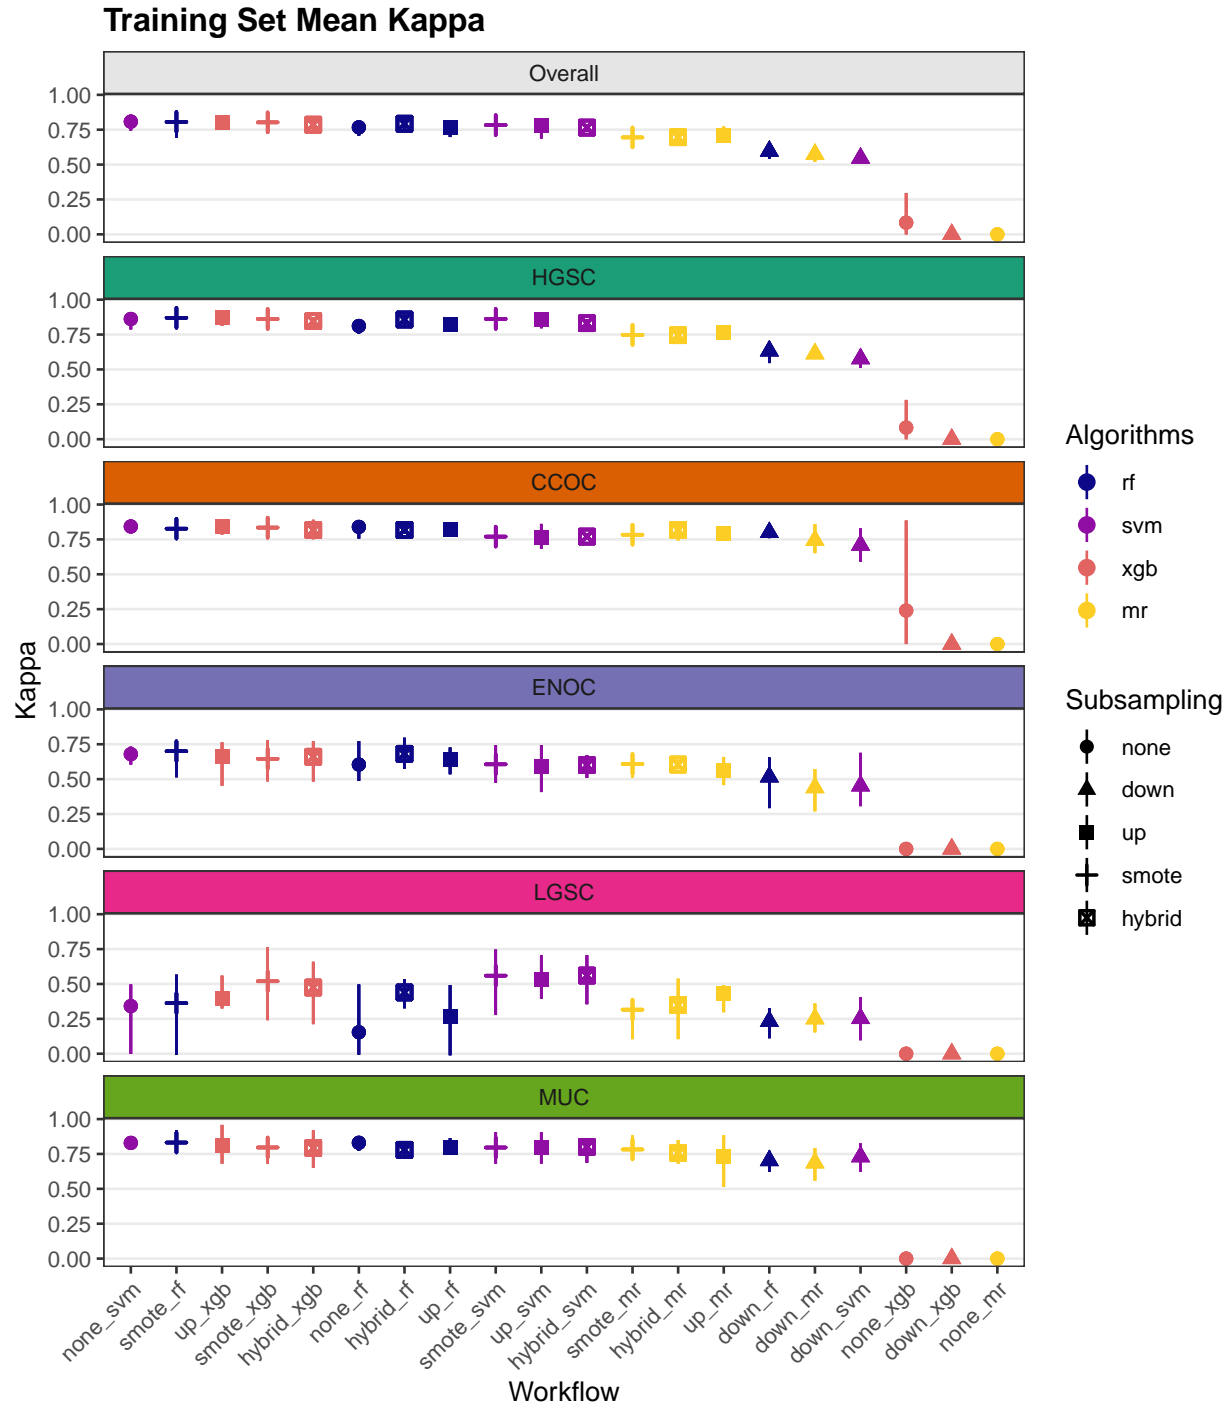 Training Set Mean Kappa
Overall
1.00
0.75
0.50
0.25
0.00
HGSC
1.00
0.75
0.50
0.25
0.00
CCOC
1.00
0.75
0.50
0.25
0.00
ENOC
1.00
0.75
0.50
0.25
0.00
LGSC
1.00
0.75
0.50
0.25
0.00
MUC
1.00
0.75
0.50
0.25
0.00
Kappa
none_svm
smote_rf
up_xgb
smote_xgb
hybrid_xgb
none_rf
hybrid_rf
up_rf
smote_svm
up_svm
hybrid_svm
smote_mr
hybrid_mr
up_mr
down_rf
down_mr
down_svm
none_xgb
down_xgb
none_mr
Workflow
Algorithms
rf
svm
xgb
mr
Subsampling
none
down
up
smote
hybrid